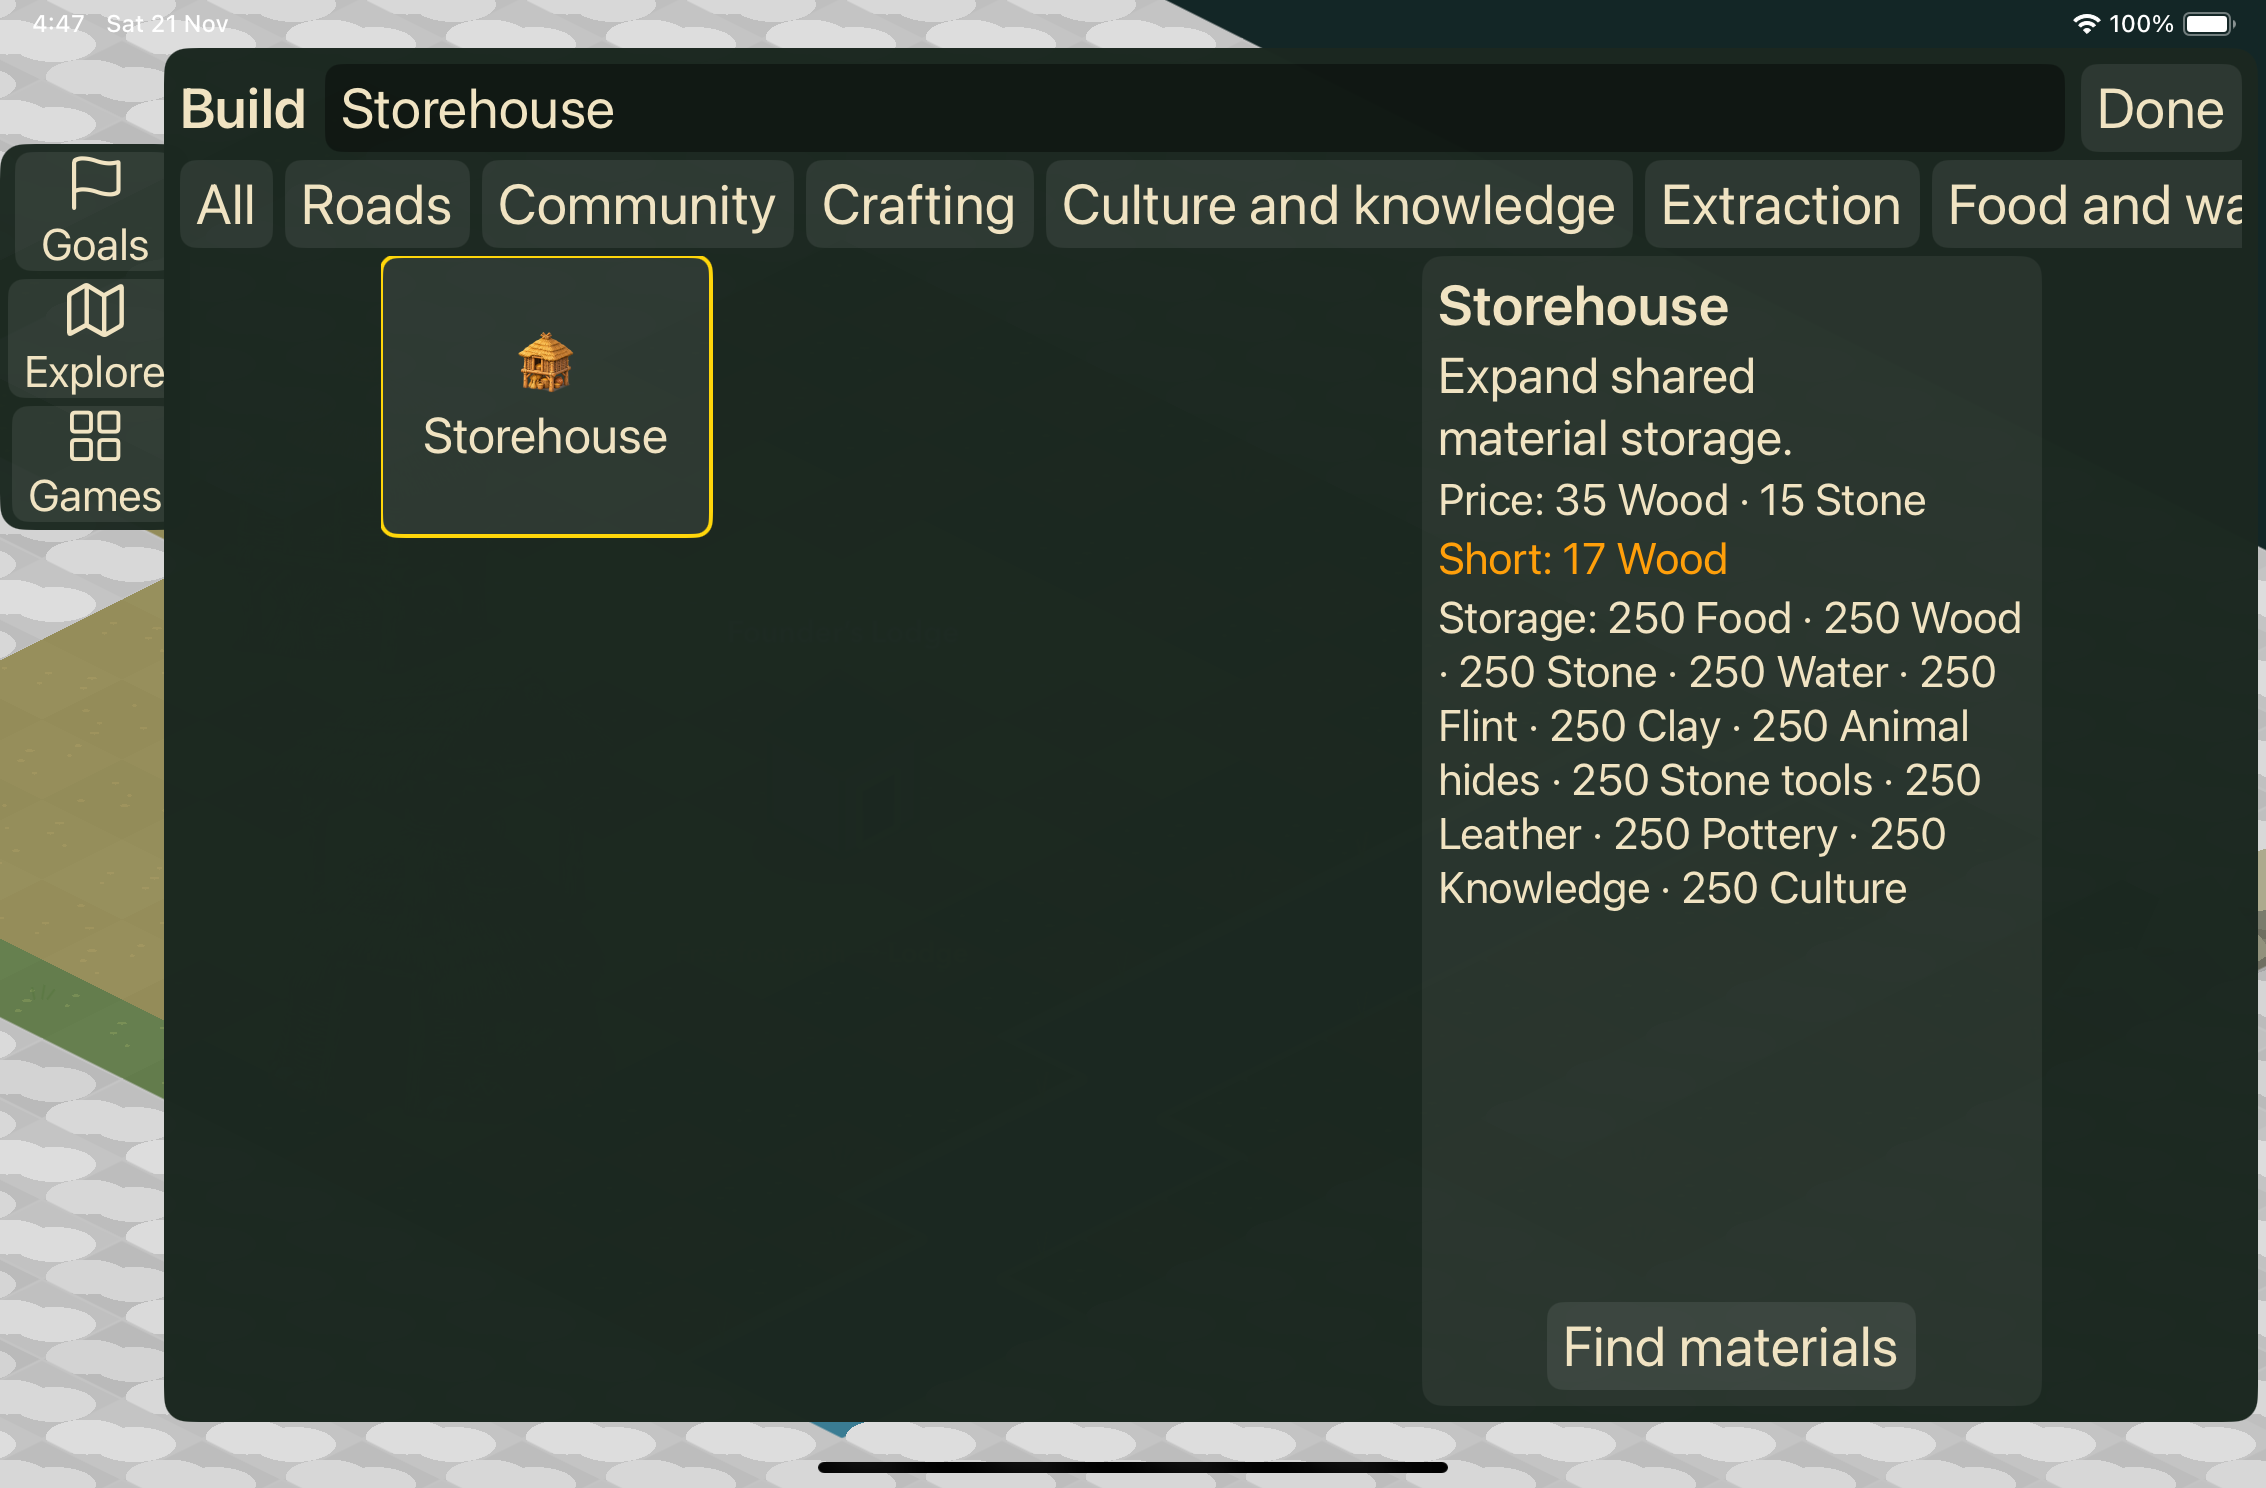 4:47 Sat 21 Nov
100%
Build
Storehouse
Done
Goals
Explore
Games
All
Roads
Community
Crafting
Culture and knowledge
Extraction
Food and wa
Storehouse
Storehouse
Expand shared
material storage.
Price: 35 Wood · 15 Stone
Short: 17 Wood
Storage: 250 Food · 250 Wood
· 250 Stone · 250 Water · 250
Flint · 250 Clay · 250 Animal
hides · 250 Stone tools · 250
Leather · 250 Pottery · 250
Knowledge · 250 Culture
Find materials